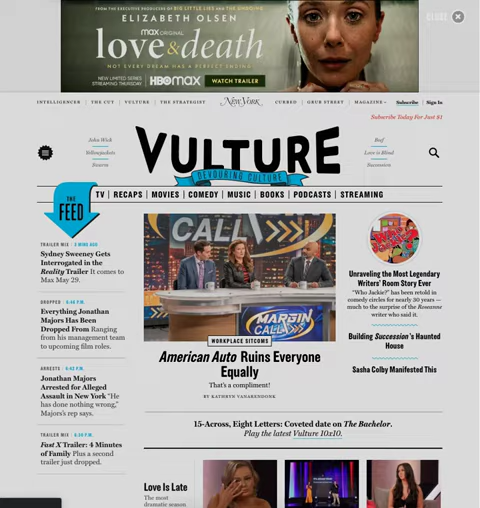 FROM THE EXECUTIVE PRODUCERS OF BIG LITTLE LIES AND THE UNDOING
ELIZABETH OLSEN
max ORIGINAL
love & death
NOT EVERY DREAM HAS A PERFECT ENDING.
NEW LIMITED SERIES
STREAMING THURSDAY
HBOmax
WATCH TRAILER
CLOSE
INTELLIGENCER
THE CUT
VULTURE
THE STRATEGIST
New York
CURBED
GRUB STREET
MAGAZINE
Subscribe
Sign In
Subscribe Today For Just $1
John Wick
Yellowjackets
Beef
Love is Blind
Succession
VULTURE
DEVOURING CULTURE
TV | RECAPS | MOVIES | COMEDY | MUSIC | BOOKS | PODCASTS | STREAMING
THE
FEED
TRAILER MIX | 2 MINS AGO
Sydney Sweeney Gets
Interrogated in the
Reality Trailer It comes to
Max May 29.
DROPPED
Everything Jonathan
Majors Has Been
Dropped From Ranging
from his management team
to upcoming film roles.
ARRESTS
Jonathan Majors
Arrested for Alleged
Assault in New York “He
has done nothing wrong,”
Majors's rep says.
TRAILER MIX
Fast X Trailer: 4 Minutes
of Family Plus a second
trailer just dropped.
CALL
MARGIN
CALL
WORKPLACE SITCOMS
American Auto Ruins Everyone
Equally
That's a compliment!
BY KATHRYN VANARENDONK
Unraveling the Most Legendary
Writers' Room Story Ever
“Who Jackie?” has been retold in
comedy circles for nearly 30 years —
much to the surprise of the Roseanne
writer who said it.
Building Succession's Haunted
House
Sasha Colby Manifested This
15-Across, Eight Letters: Coveted date on The Bachelor.
Play the latest Vulture 10x10.
Love Is Late
The most
dramatic season